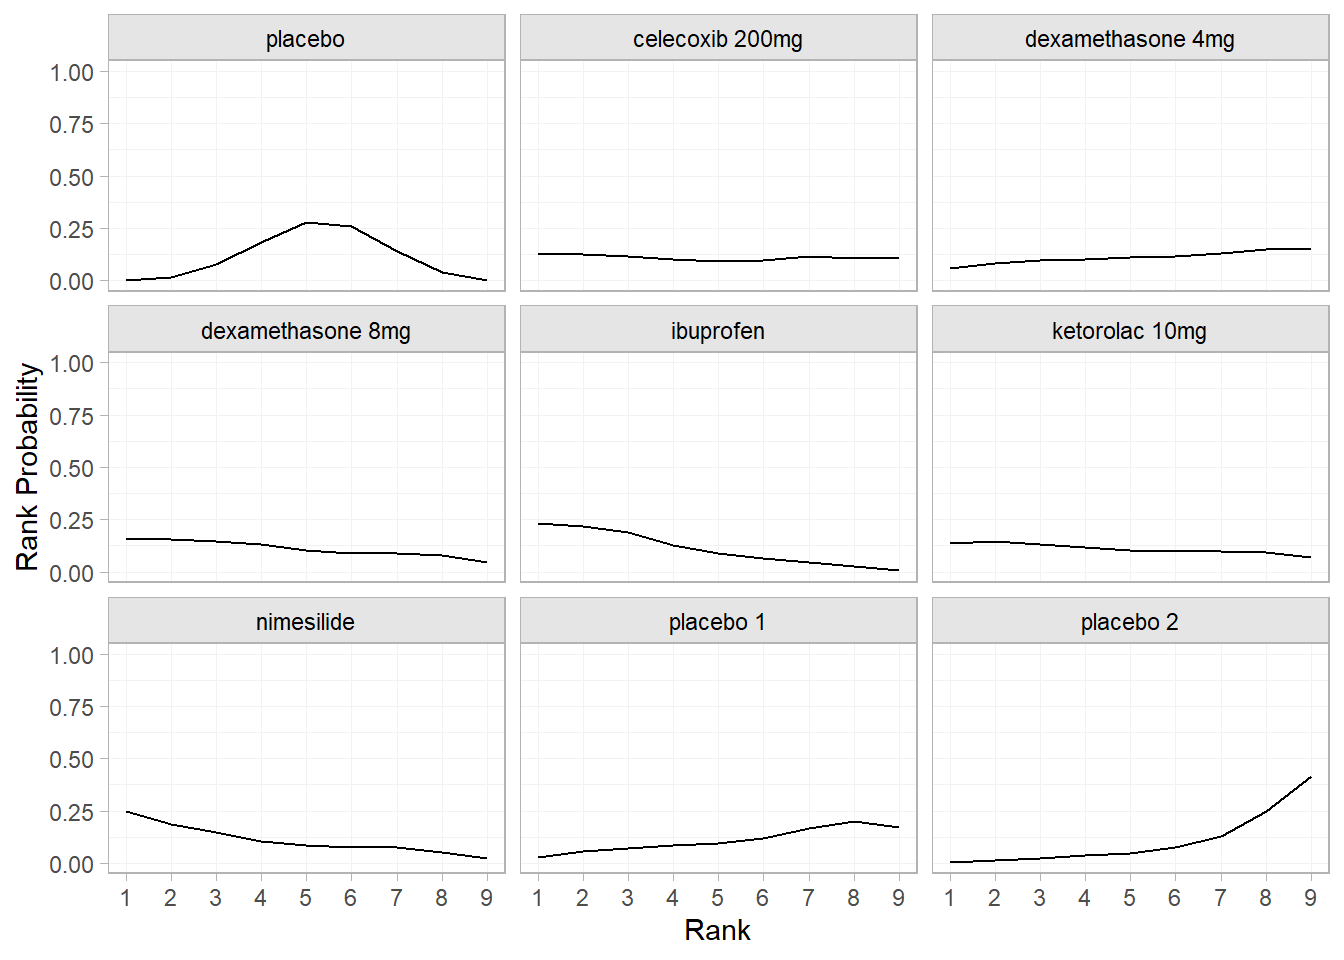 placebo
celecoxib 200mg
dexamethasone 4mg
1.00
0.75
0.50
0.25
0.00
dexamethasone 8mg
ibuprofen
ketorolac 10mg
1.00
0.75
0.50
0.25
0.00
Rank Probability
nimesilide
placebo 1
placebo 2
1.00
0.75
0.50
0.25
0.00
1 2 3 4 5 6 7 8 9
1 2 3 4 5 6 7 8 9
1 2 3 4 5 6 7 8 9
Rank